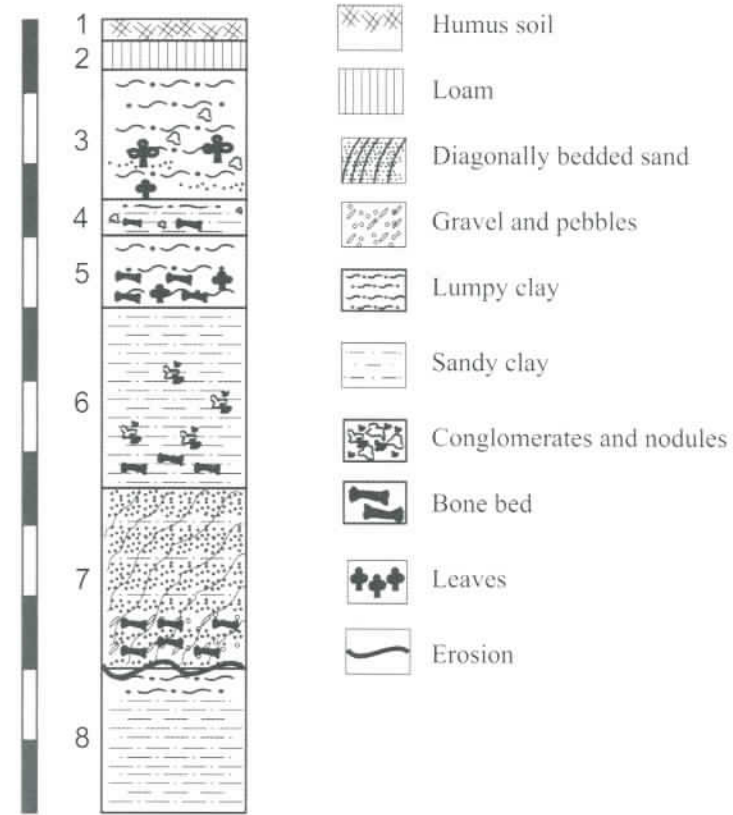 1
2
3
4
5
6
7
8
Humus soil
Loam
Diagonally bedded sand
Gravel and pebbles
Lumpy clay
Sandy clay
Conglomerates and nodules
Bone bed
Leaves
Erosion